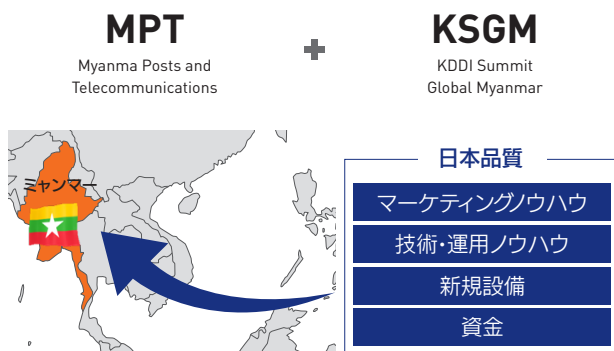 MPT
Myanma Posts and
Telecommunications
+
KSGM
KDDI Summit
Global Myanmar
ミャンマー
日本品質
マーケティングノウハウ
技術・運用ノウハウ
新規設備
資金